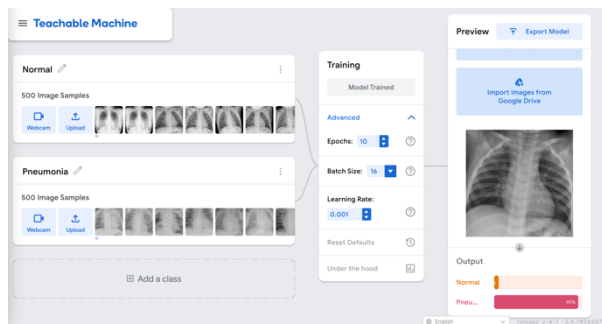 Teachable Machine
Normal
500 Image Samples
Webcam
Upload
Pneumonia
500 Image Samples
Webcam
Upload
Add a class
Training
Model Trained
Advanced
Epochs: 10
Batch Size: 16
Learning Rate:
0.001
Reset Defaults
Under the hood
Preview
Export Model
Import images from
Google Drive
Output
Normal
Pneu...
English